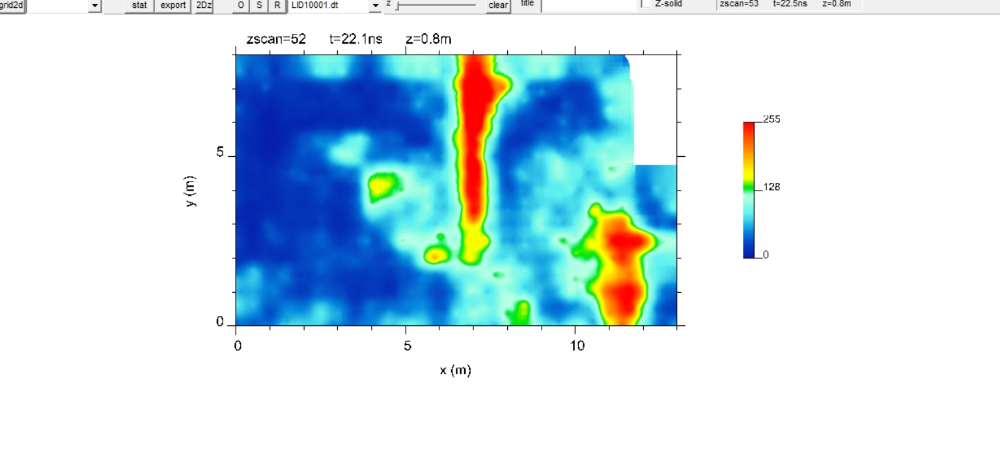 grid2d stat export 2Dz O S R LID10001.dt z clear title Z-solid zscan=53 t=22.5ns z=0.8m
zscan=52 t=22.1ns z=0.8m
255
5
128
y (m)
0
0
0 5 10
x (m)